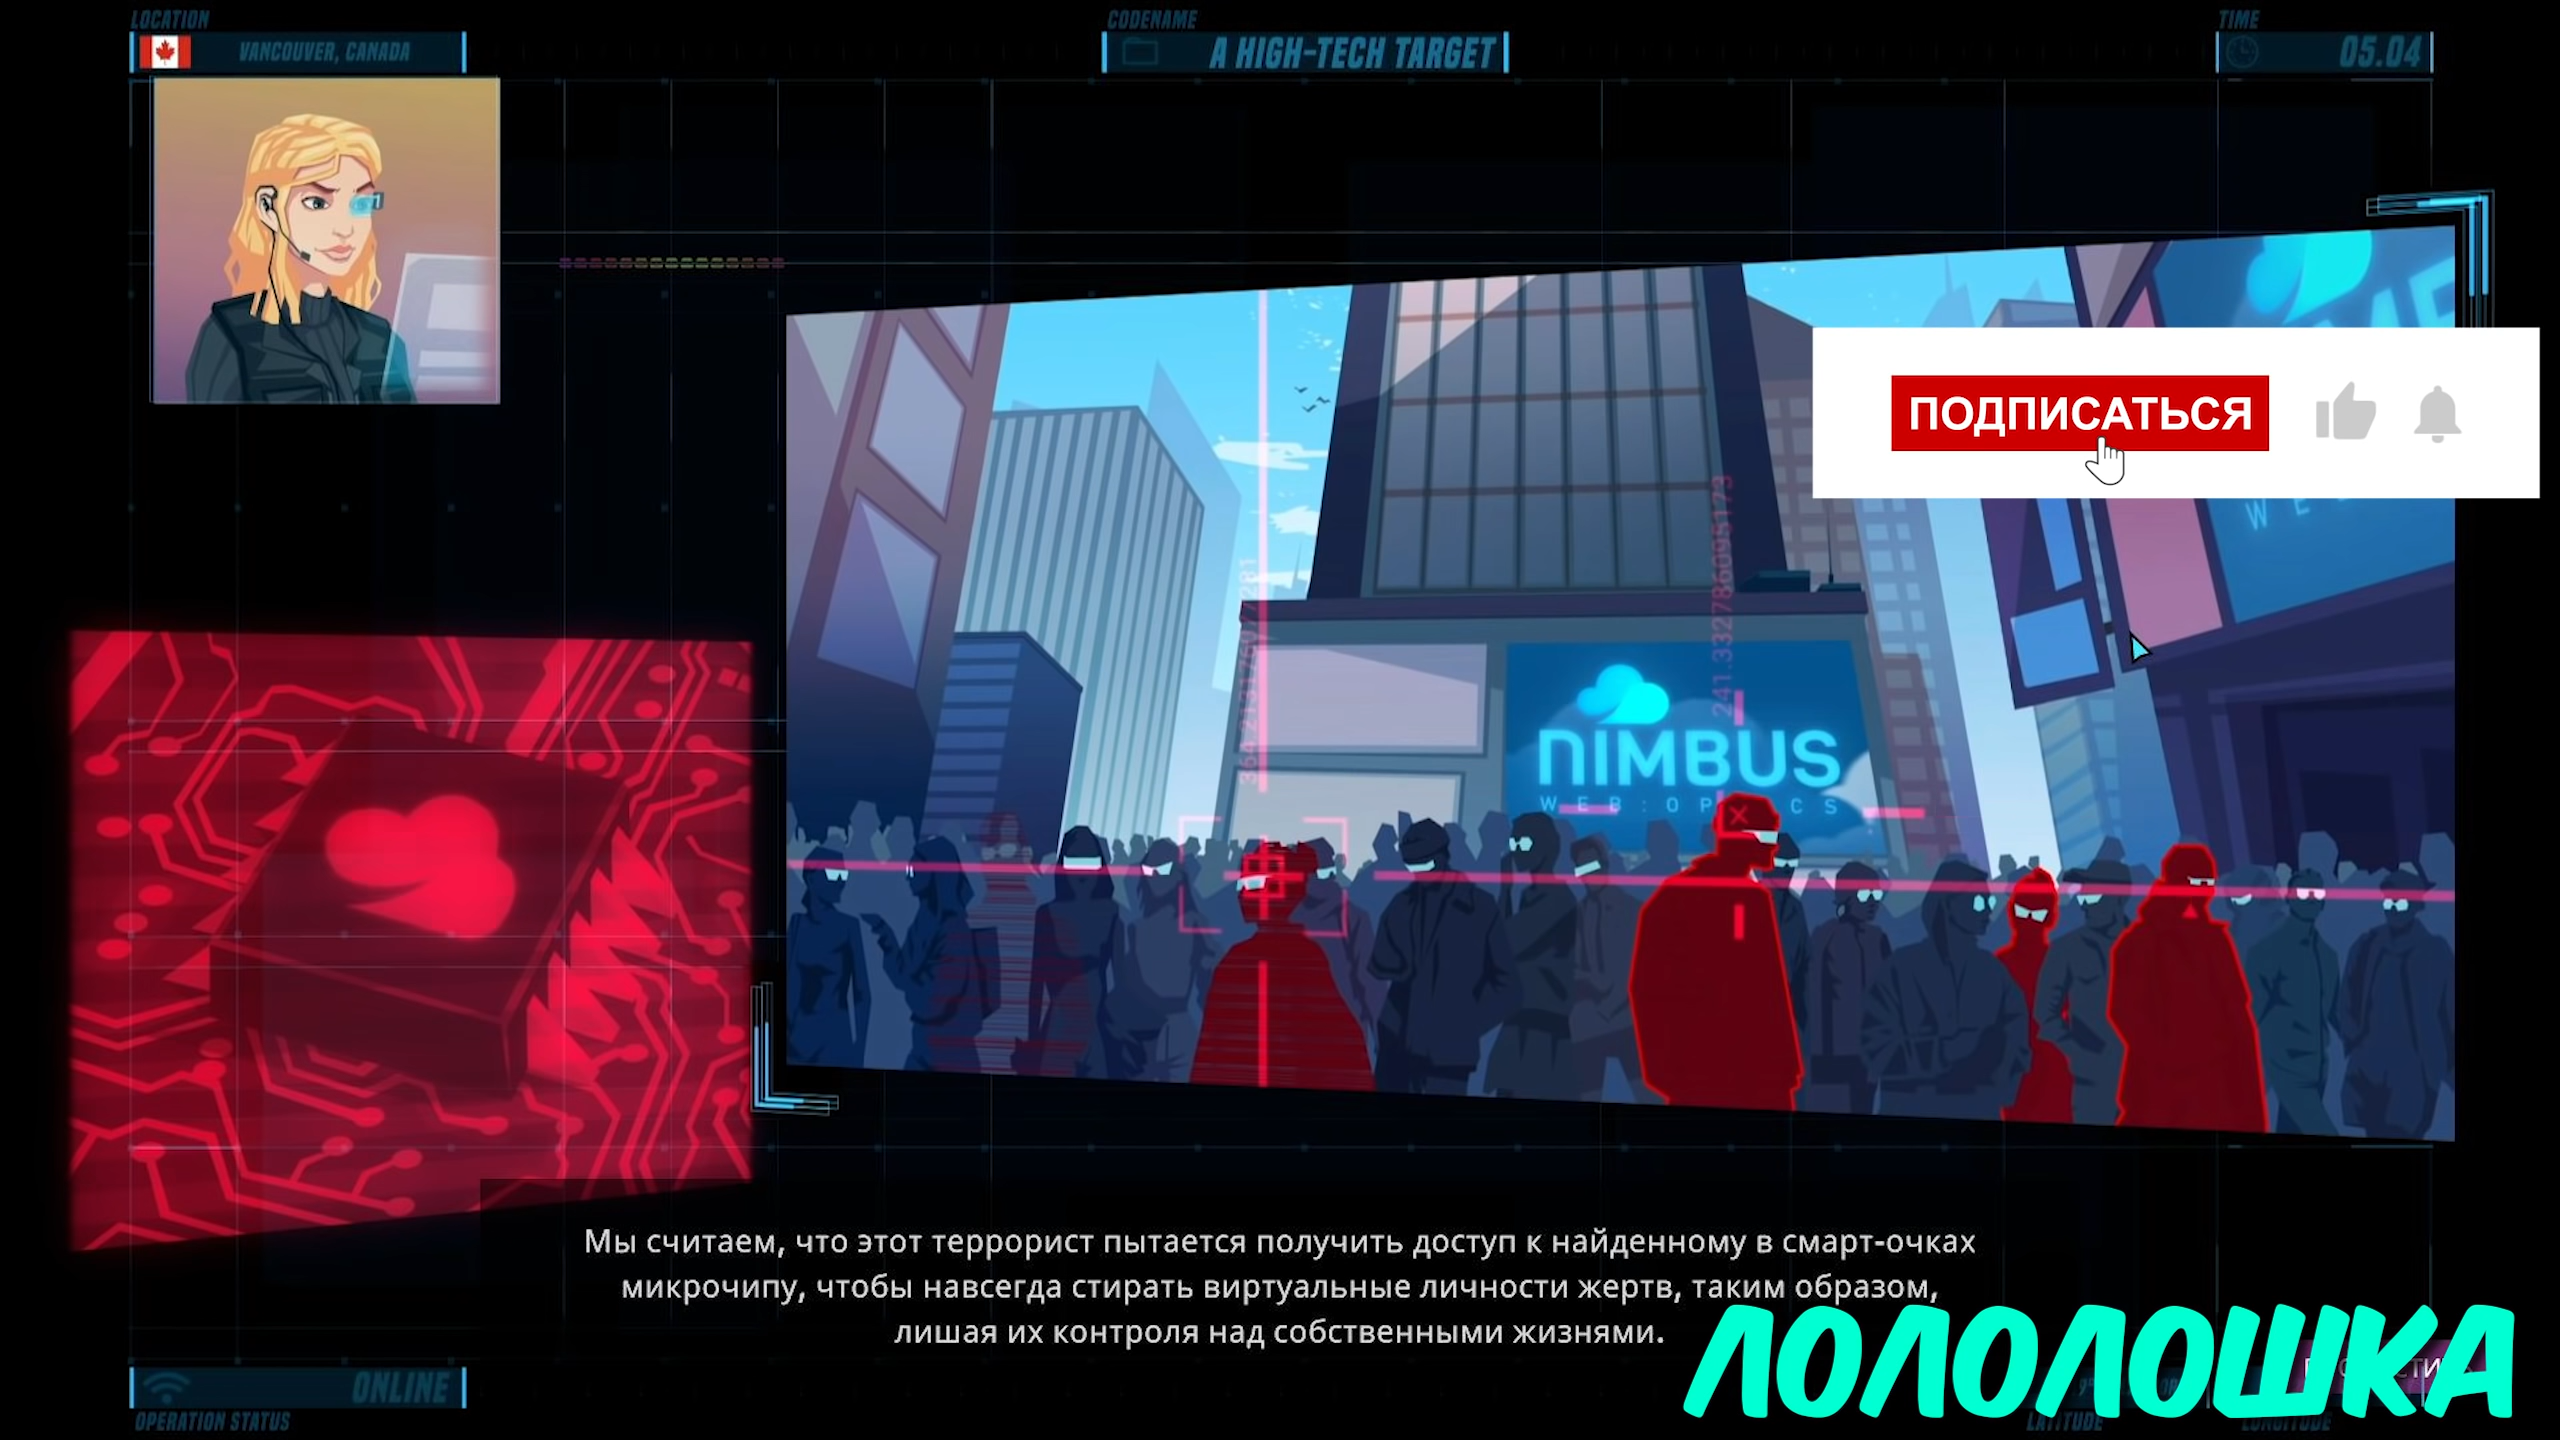 LOCATION
VANCOUVER, CANADA
CODENAME
A HIGH-TECH TARGET
TIME
05.04
ПОДПИСАТЬСЯ
NIMBUS
Мы считаем, что этот террорист пытается получить доступ к найденному в смарт-очках
микрочипу, чтобы навсегда стирать виртуальные личности жертв, таким образом,
лишая их контроля над собственными жизнями.
ЛОЛОЛОШКА
ONLINE
OPERATION STATUS
LATITUDE
LONGITUDE